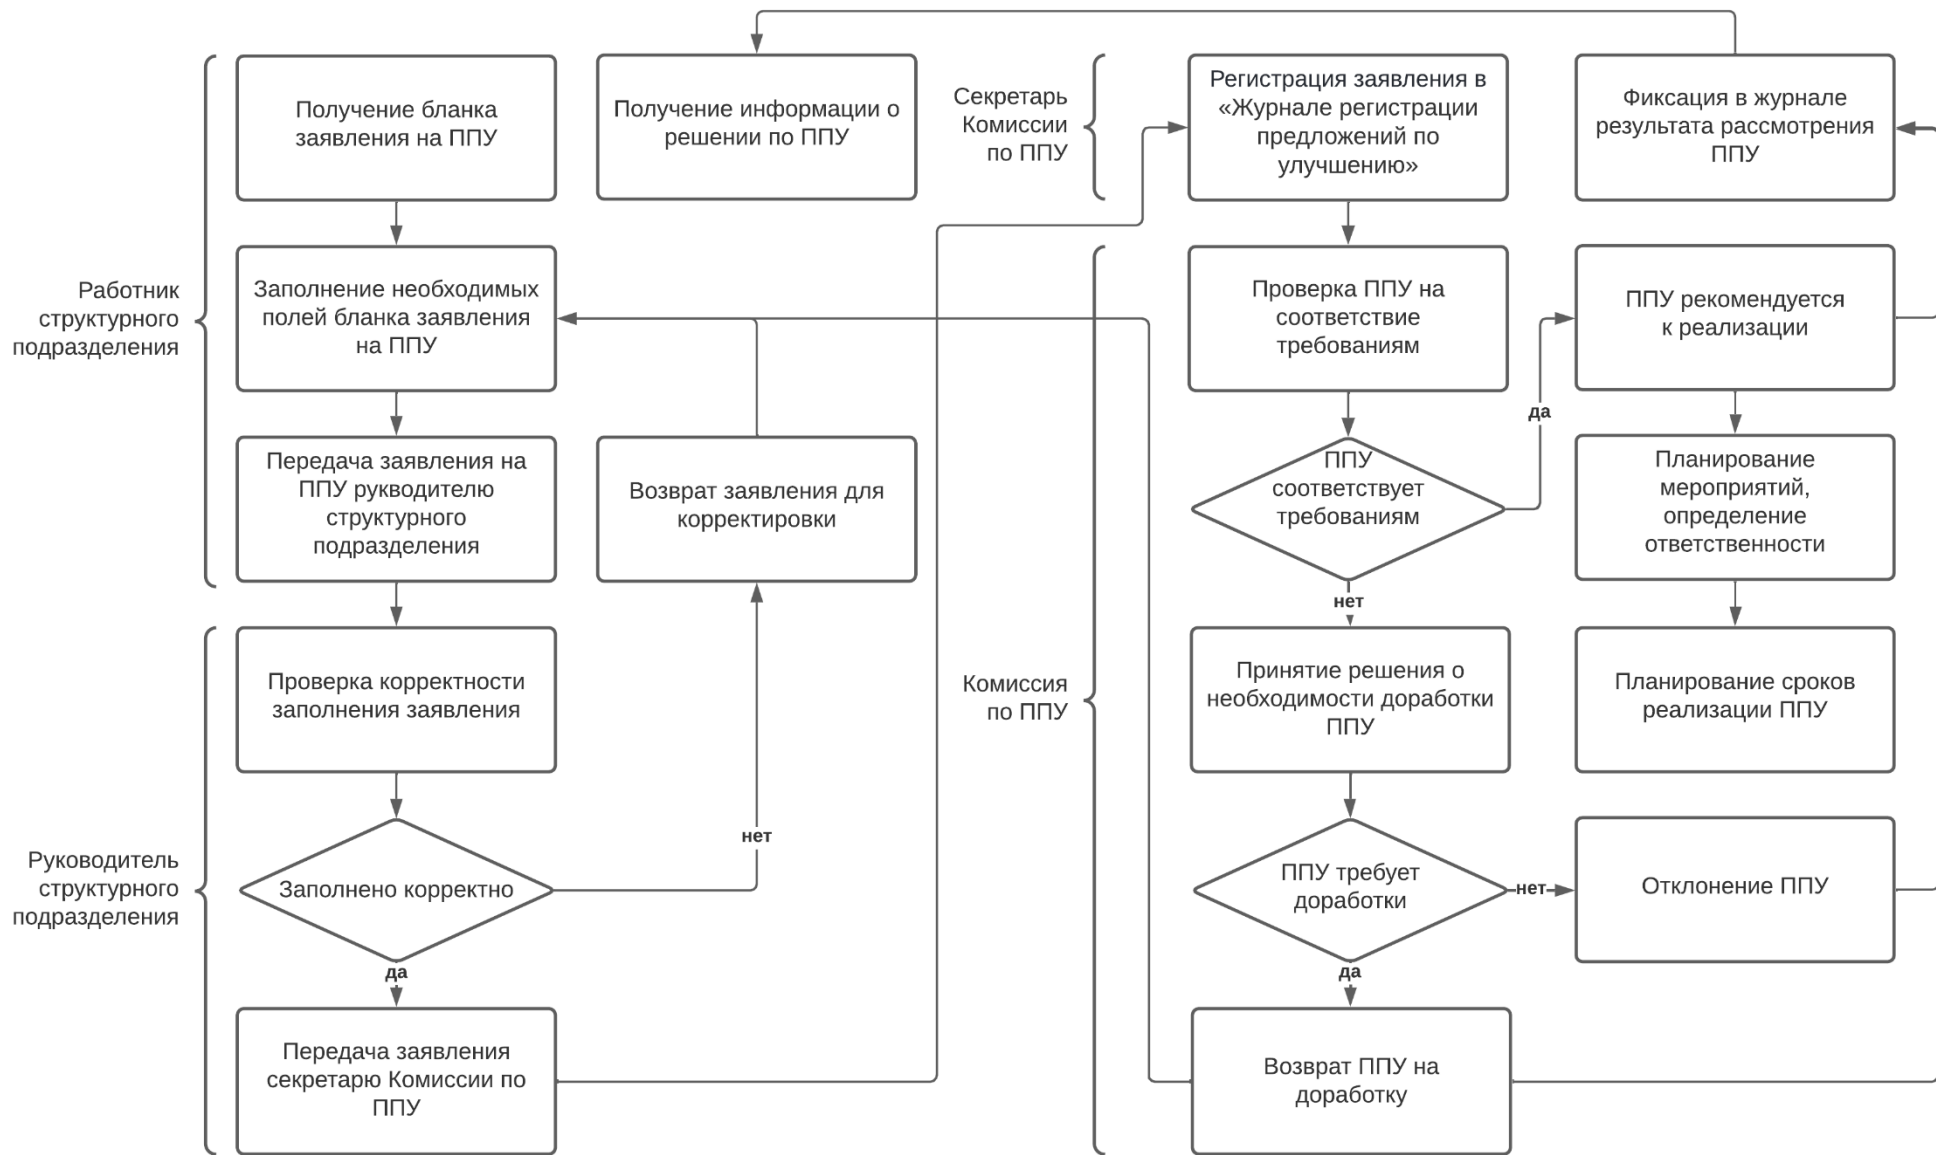 Работник
структурного
подразделения
Получение бланка
заявления на ППУ
Заполнение необходимых
полей бланка заявления
на ППУ
Передача заявления на
ППУ рукводителю
структурного
подразделения
Руководитель
структурного
подразделения
Проверка корректности
заполнения заявления
Заполнено корректно
да
нет
Передача заявления
секретарю Комиссии по
ППУ
Получение информации о
решении по ППУ
Возврат заявления для
корректировки
Секретарь
Комиссии
по ППУ
Регистрация заявления в
«Журнале регистрации
предложений по
улучшению»
Фиксация в журнале
результата рассмотрения
ППУ
Комиссия
по ППУ
Проверка ППУ на
соответствие
требованиям
ППУ
соответствует
требованиям
да
нет
ППУ рекомендуется
к реализации
Планирование
мероприятий,
определение
ответственности
Планирование сроков
реализации ППУ
Принятие решения о
необходимости доработки
ППУ
ППУ требует
доработки
нет
да
Отклонение ППУ
Возврат ППУ на
доработку